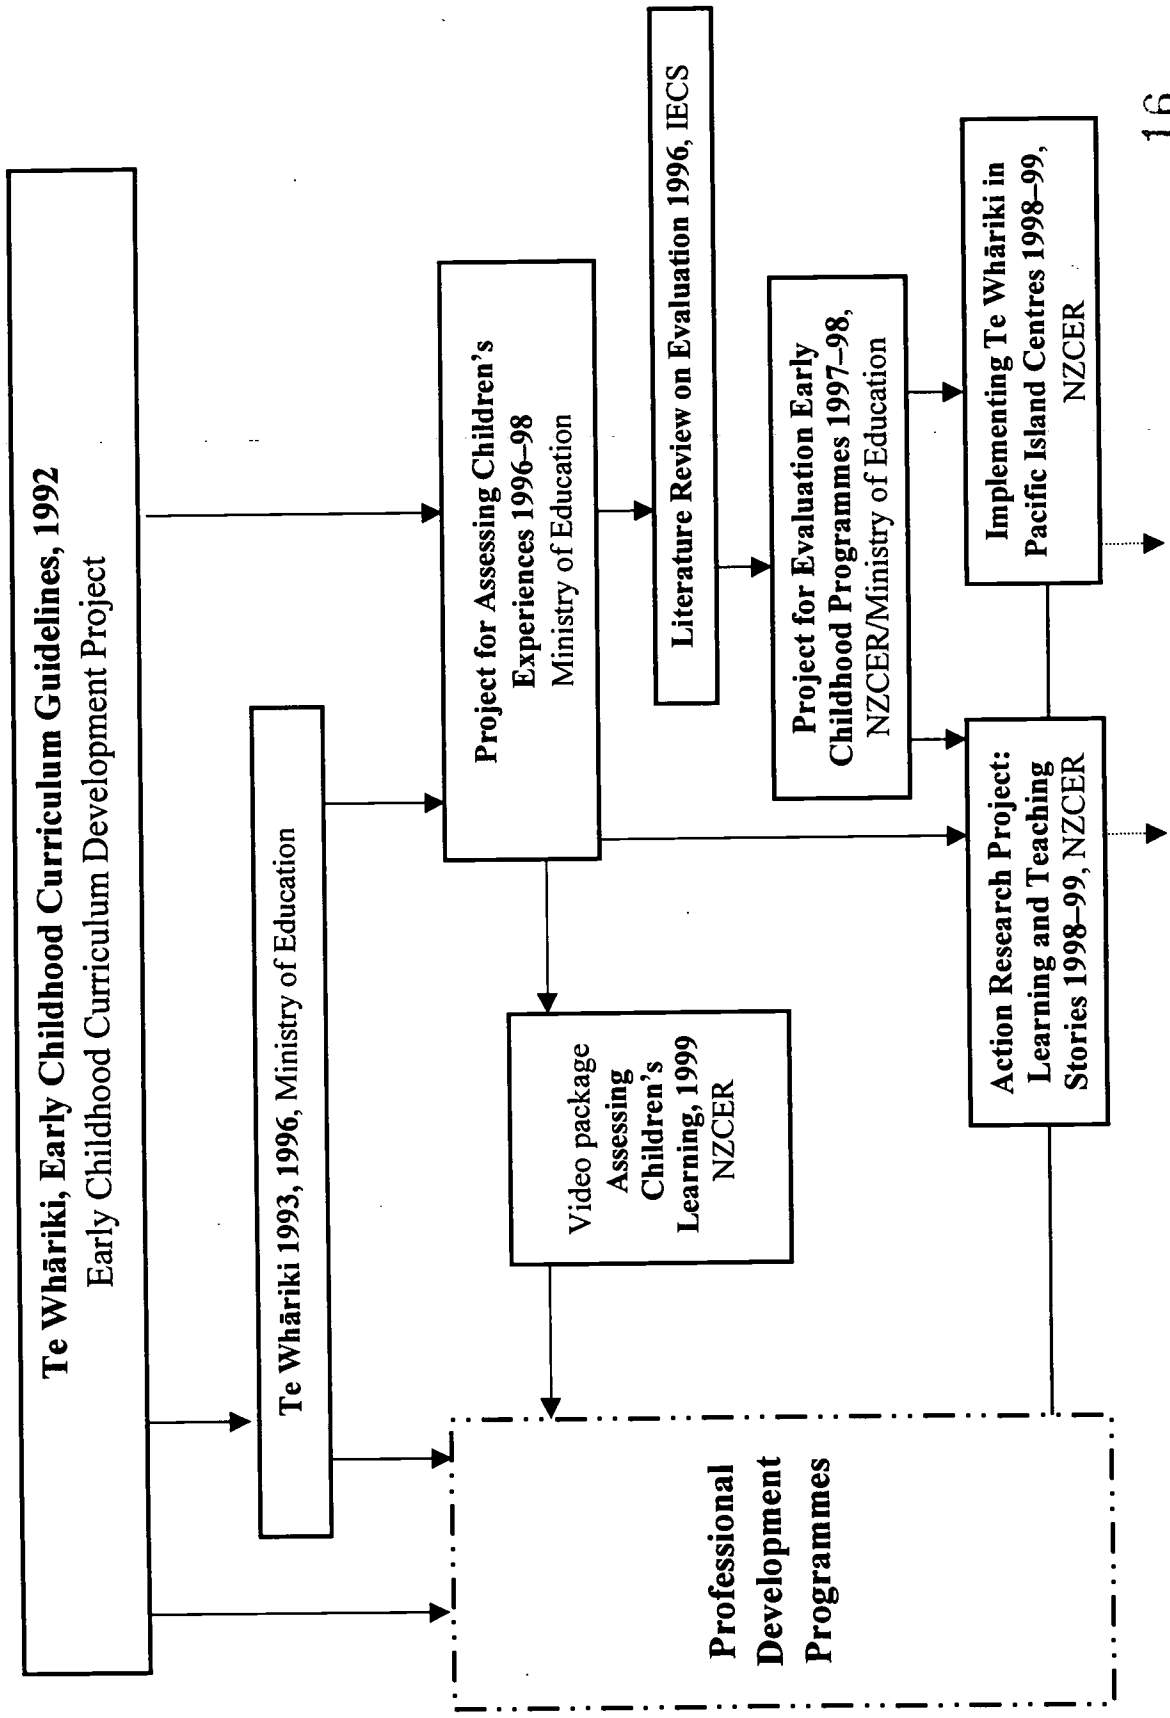 Te Whāriki, Early Childhood Curriculum Guidelines, 1992
Early Childhood Curriculum Development Project
Te Whāriki 1993, 1996, Ministry of Education
Project for Assessing Children's
Experiences 1996–98
Ministry of Education
Literature Review on Evaluation 1996, IECS
Video package
Assessing
Children's
Learning, 1999
NZCER
Project for Evaluation Early
Childhood Programmes 1997–98,
NZCER/Ministry of Education
Professional
Development
Programmes
Action Research Project:
Learning and Teaching
Stories 1998–99, NZCER
Implementing Te Whāriki in
Pacific Island Centres 1998–99,
NZCER
16